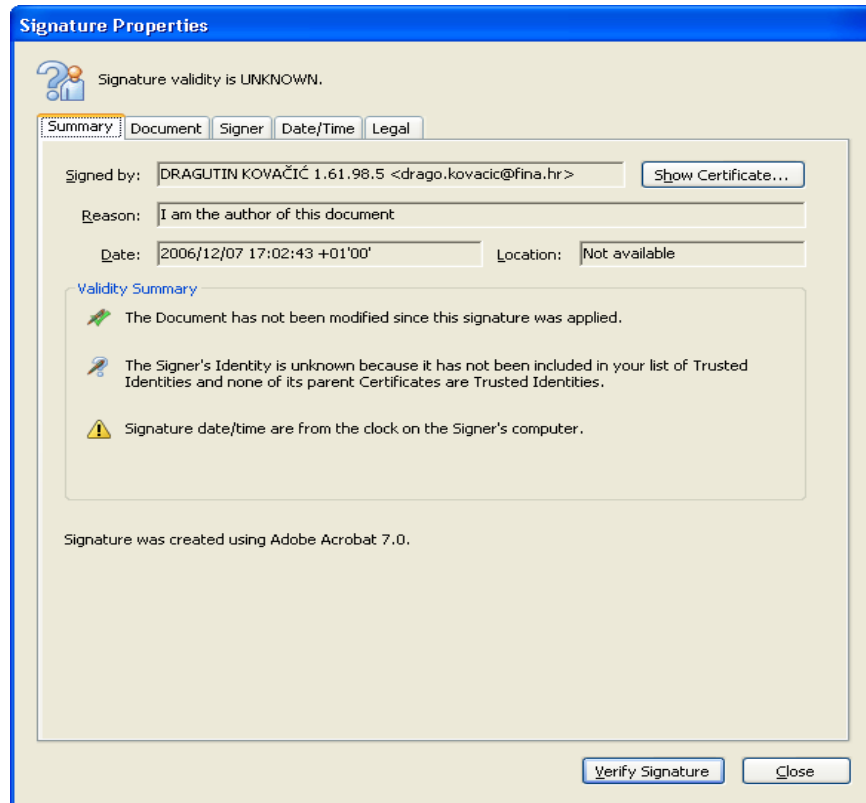 Signature Properties
Signature validity is UNKNOWN.
Summary Document Signer Date/Time Legal
Signed by: DRAGUTIN KOVAČIĆ 1.61.98.5 <drago.kovacic@fina.hr> Show Certificate...
Reason: I am the author of this document
Date: 2006/12/07 17:02:43 +01'00' Location: Not available
Validity Summary
The Document has not been modified since this signature was applied.
The Signer's Identity is unknown because it has not been included in your list of Trusted
Identities and none of its parent Certificates are Trusted Identities.
Signature date/time are from the clock on the Signer's computer.
Signature was created using Adobe Acrobat 7.0.
Verify Signature Close